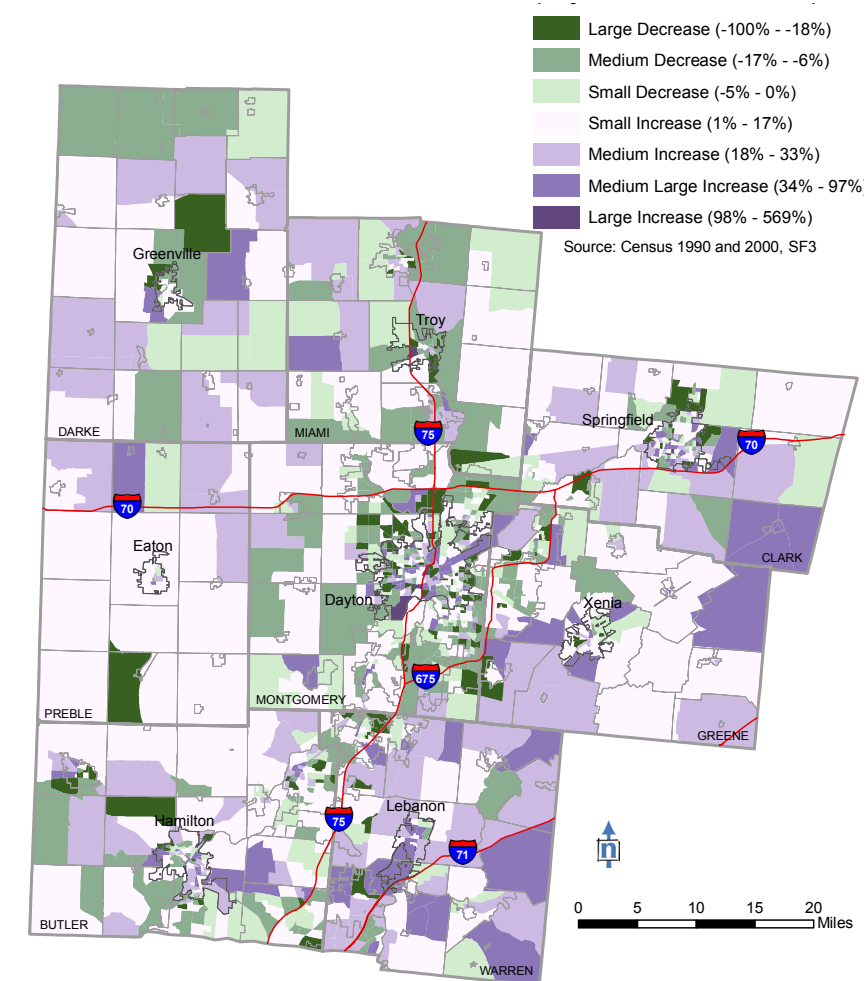 Large Decrease (-100% - -18%)
Medium Decrease (-17% - -6%)
Small Decrease (-5% - 0%)
Small Increase (1% - 17%)
Medium Increase (18% - 33%)
Medium Large Increase (34% - 97%)
Large Increase (98% - 569%)
Source: Census 1990 and 2000, SF3
Greenville
Troy
DARKE
MIAMI
75
Springfield
70
70
CLARK
Eaton
Dayton
Xenia
675
PREBLE
MONTGOMERY
GREENE
Hamilton
75
Lebanon
71
n
BUTLER
WARREN
0 5 10 15 20
Miles